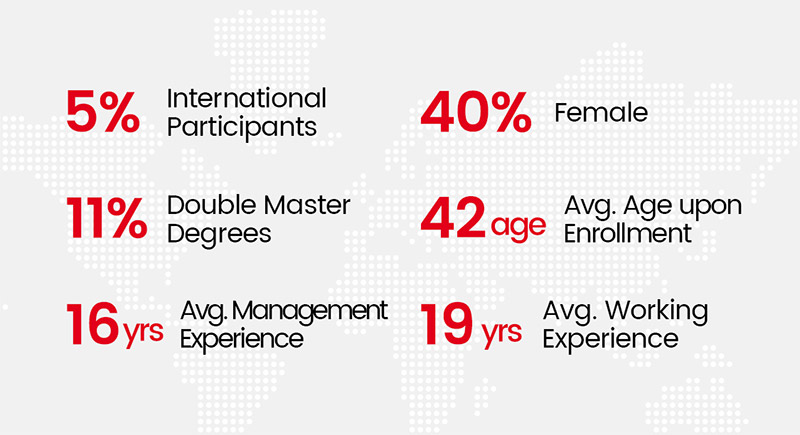 5% International
Participants
40% Female
11% Double Master
Degrees
42 age Avg. Age upon
Enrollment
16 yrs Avg. Management
Experience
19 yrs Avg. Working
Experience